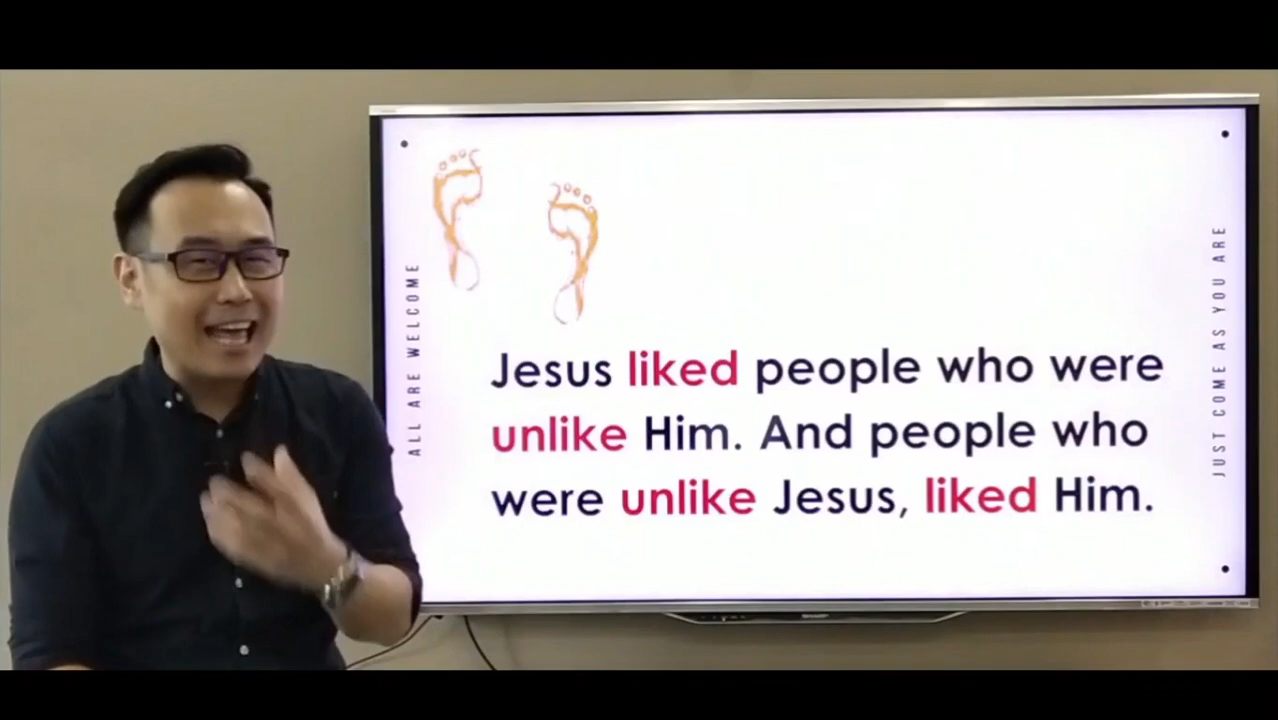 ALL ARE WELCOME
Jesus liked people who were
unlike Him. And people who
were unlike Jesus, liked Him.
JUST COME AS YOU ARE